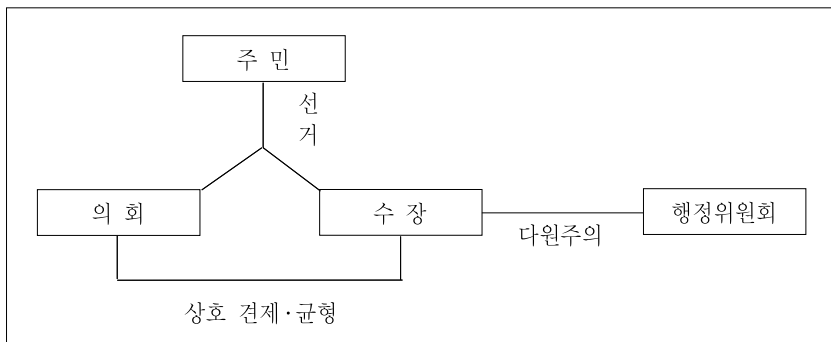 주 민
선
거
의 회
수 장
행정위원회
다원주의
상호 견제·균형